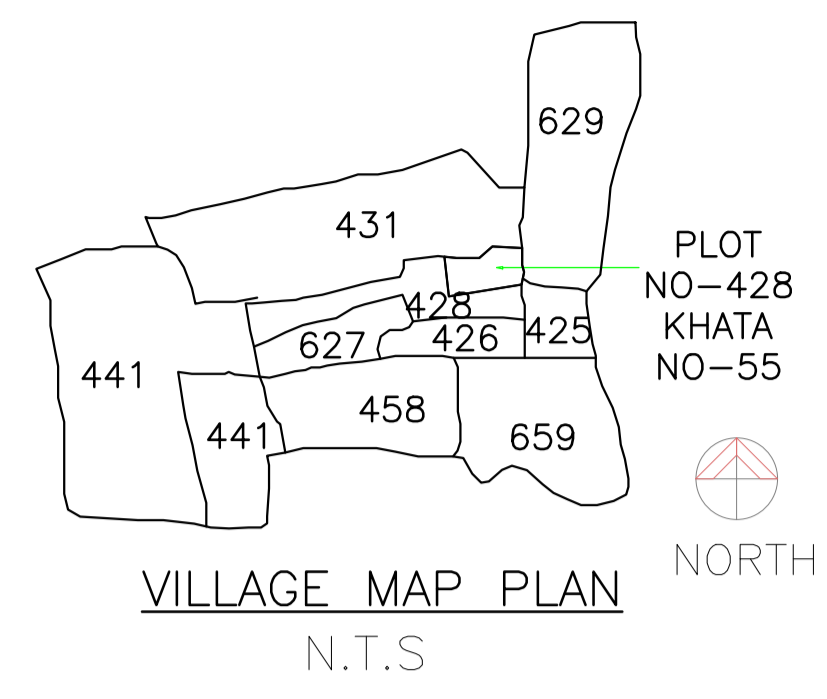 629
431
PLOT
NO-428
KHATA
NO-55
428
627
426
425
441
458
441
659
NORTH
VILLAGE MAP PLAN
N.T.S